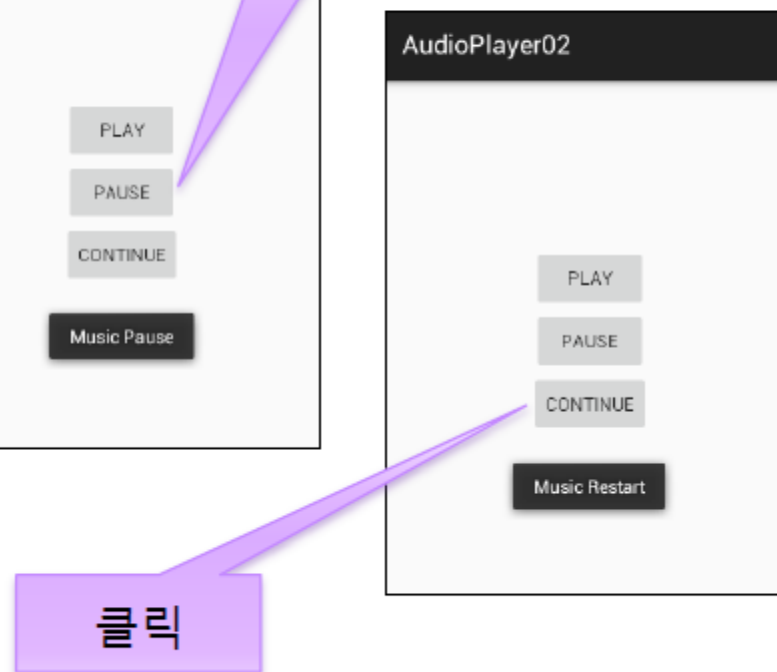 PLAY
PAUSE
CONTINUE
Music Pause
AudioPlayer02
PLAY
PAUSE
CONTINUE
Music Restart
클릭